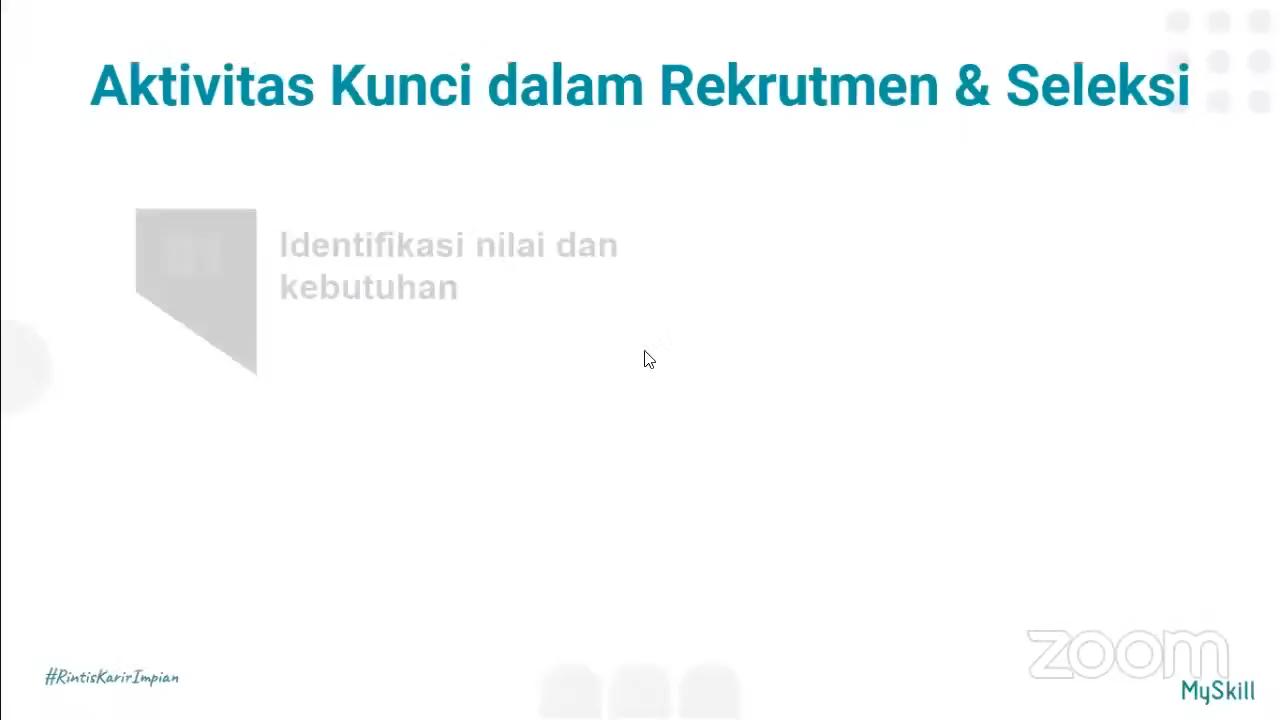 Aktivitas Kunci dalam Rekrutmen & Seleksi
Identifikasi nilai dan
kebutuhan
zoom
#RintisKarirImpian
MySkill